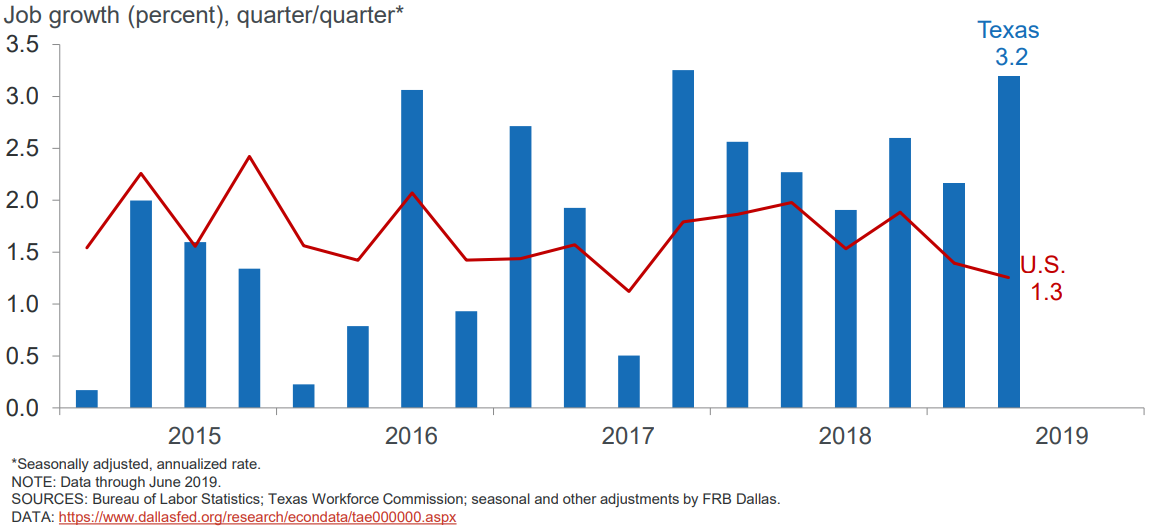 Job growth (percent), quarter/quarter*
Texas
3.2
3.5
3.0
2.5
2.0
1.5
1.0
0.5
0.0
U.S.
1.3
2015 2016 2017 2018 2019
*Seasonally adjusted, annualized rate.
NOTE: Data through June 2019.
SOURCES: Bureau of Labor Statistics; Texas Workforce Commission; seasonal and other adjustments by FRB Dallas.
DATA: https://www.dallasfed.org/research/econdata/tae000000.aspx